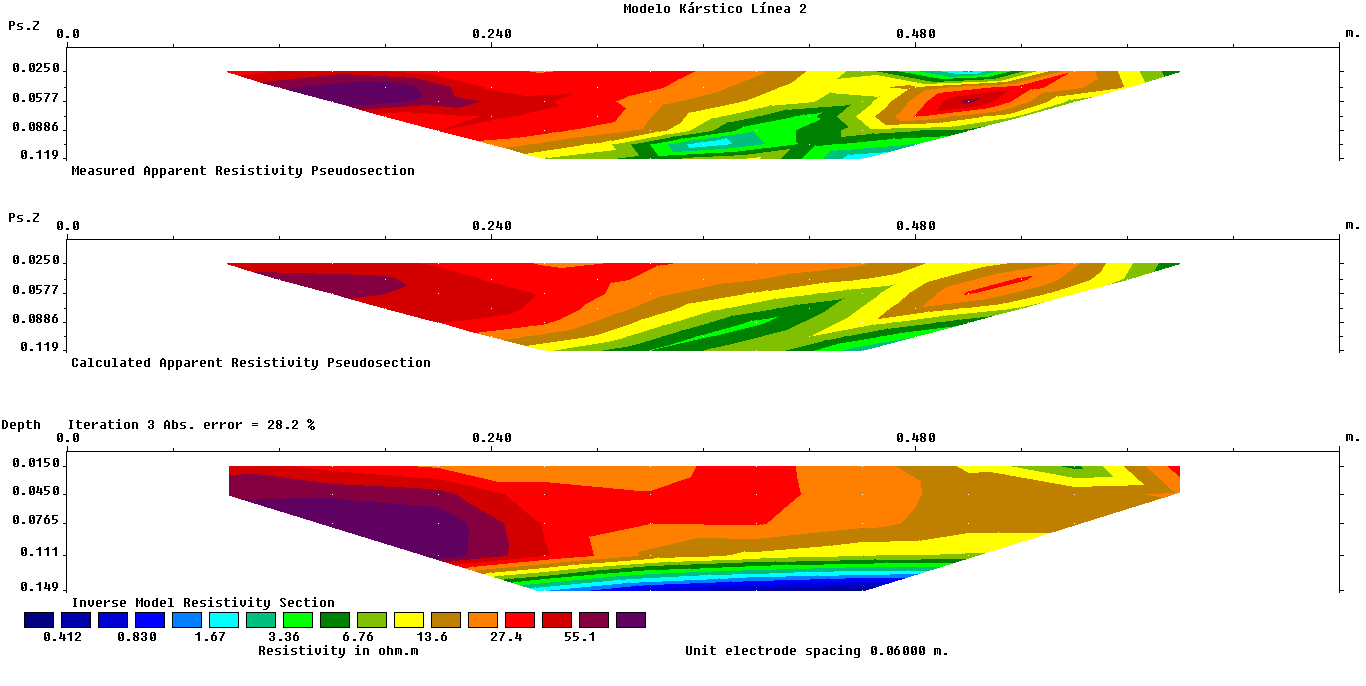 Modelo Kárstico Línea 2
Ps.Z 0.0 0.240 0.480 m.
0.0250
0.0577
0.0886
0.119
Measured Apparent Resistivity Pseudosection
Ps.Z 0.0 0.240 0.480 m.
0.0250
0.0577
0.0886
0.119
Calculated Apparent Resistivity Pseudosection
Depth Iteration 3 Abs. error = 28.2 %
0.0 0.240 0.480 m.
0.0150
0.0450
0.0765
0.111
0.149
Inverse Model Resistivity Section
0.412 0.830 1.67 3.36 6.76 13.6 27.4 55.1
Resistivity in ohm.m Unit electrode spacing 0.06000 m.